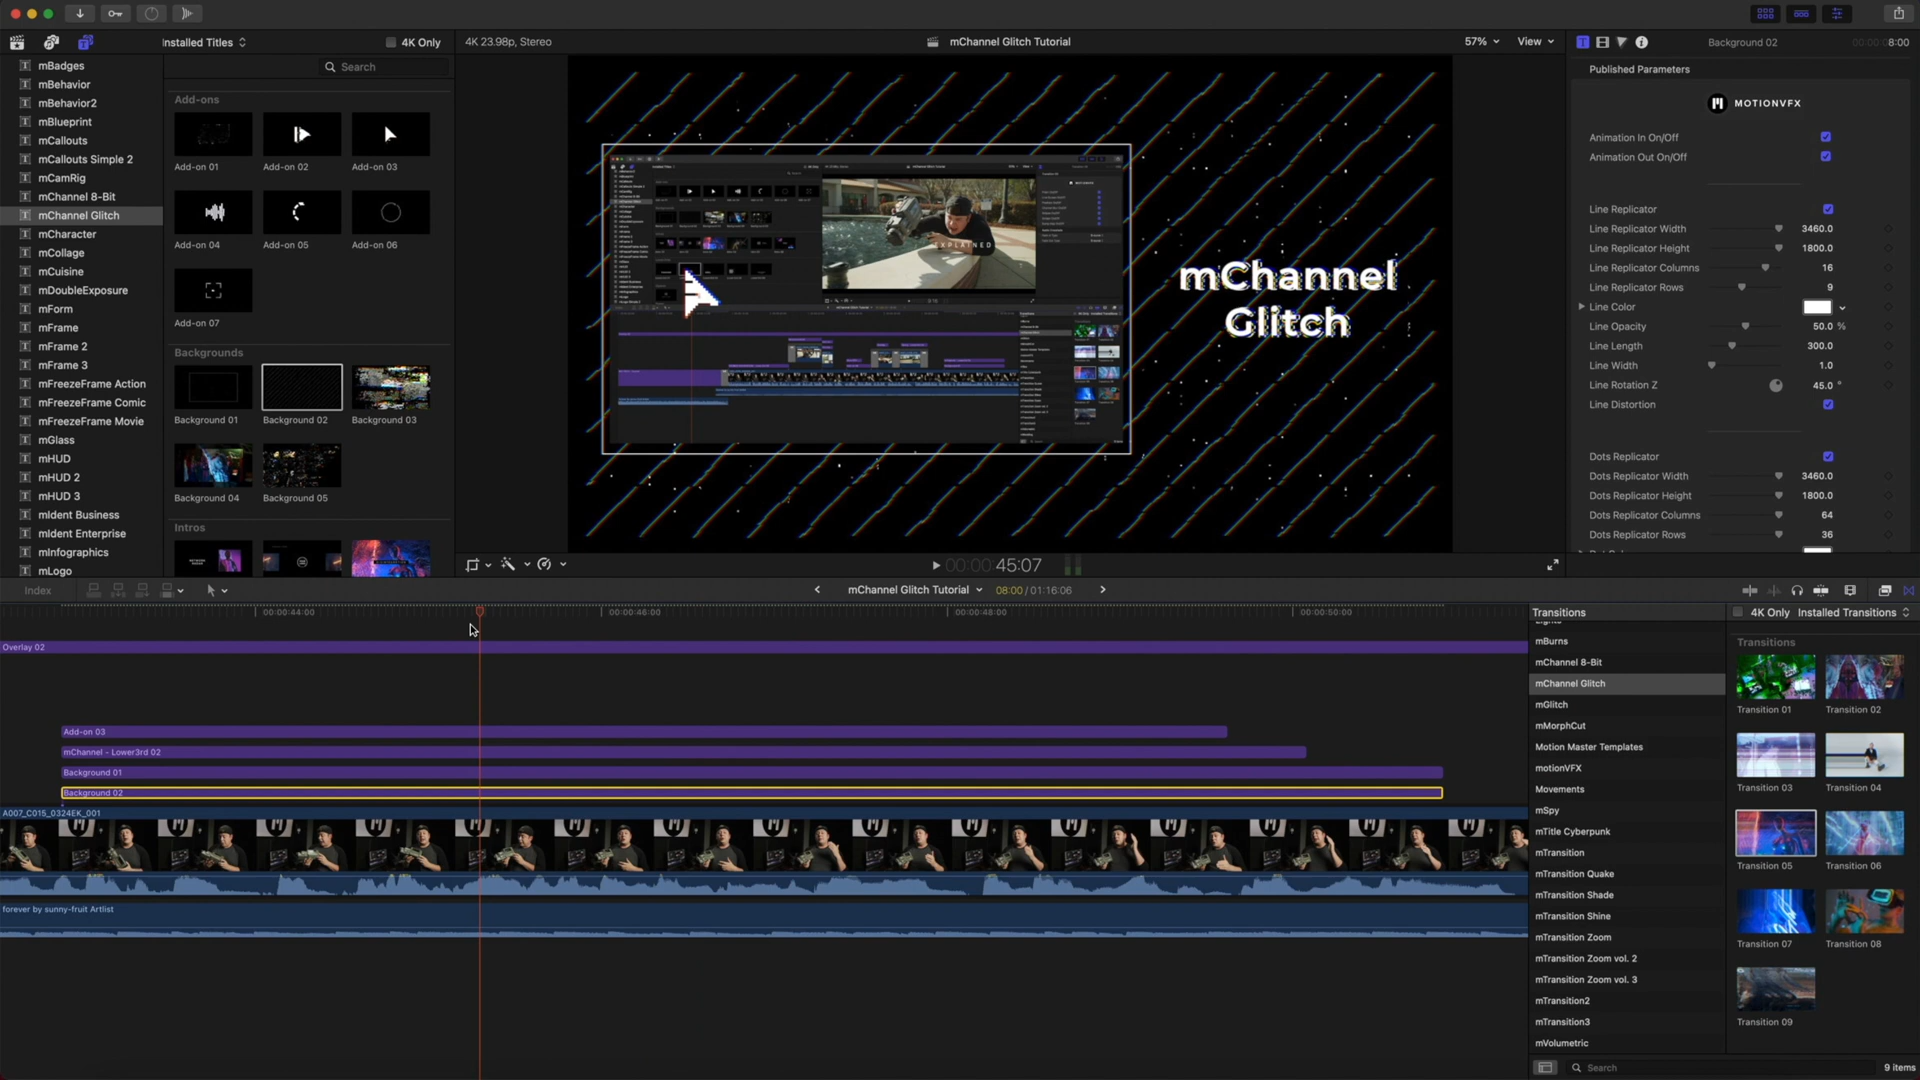 Installed Titles
4K Only
4K 23.98p, Stereo
mChannel Glitch Tutorial
57%
View
Background 02
00:00:08:00
Search
Published Parameters
mBadges
mBehavior
mBehavior2
mBlueprint
mCallouts
mCallouts Simple 2
mCamRig
mChannel 8-Bit
mChannel Glitch
mCharacter
mCollage
mCuisine
mDoubleExposure
mForm
mFrame
mFrame 2
mFrame 3
mFreezeFrame Action
mFreezeFrame Comic
mFreezeFrame Movie
mGlass
mHUD
mHUD 2
mHUD 3
mIdent Business
mIdent Enterprise
mInfographics
mLogo
Add-ons
Add-on 01
Add-on 02
Add-on 03
Add-on 04
Add-on 05
Add-on 06
Add-on 07
Backgrounds
Background 01
Background 02
Background 03
Background 04
Background 05
Intros
EXPLAINED
mChannel
Glitch
MOTIONVFX
Animation In On/Off
Animation Out On/Off
Line Replicator
Line Replicator Width 3460.0
Line Replicator Height 1800.0
Line Replicator Columns 16
Line Replicator Rows 9
Line Color
Line Opacity 50.0 %
Line Length 300.0
Line Width 1.0
Line Rotation Z 45.0 °
Line Distortion
Dots Replicator
Dots Replicator Width 3460.0
Dots Replicator Height 1800.0
Dots Replicator Columns 64
Dots Replicator Rows 36
00:00:45:07
Index
mChannel Glitch Tutorial
08:00 / 01:16:06
00:00:44:00
00:00:46:00
00:00:48:00
00:00:50:00
Overlay 02
Add-on 03
mChannel - Lower3rd 02
Background 01
Background 02
A007_C015_0324EK_001
forever by sunny-fruit Artlist
Transitions
4K Only
Installed Transitions
mBurns
mChannel 8-Bit
mChannel Glitch
mGlitch
mMorphCut
Motion Master Templates
motionVFX
Movements
mSpy
mTitle Cyberpunk
mTransition
mTransition Quake
mTransition Shade
mTransition Shine
mTransition Zoom
mTransition Zoom vol. 2
mTransition Zoom vol. 3
mTransition2
mTransition3
mVolumetric
Transitions
Transition 01
Transition 02
Transition 03
Transition 04
Transition 05
Transition 06
Transition 07
Transition 08
Transition 09
Search
9 items